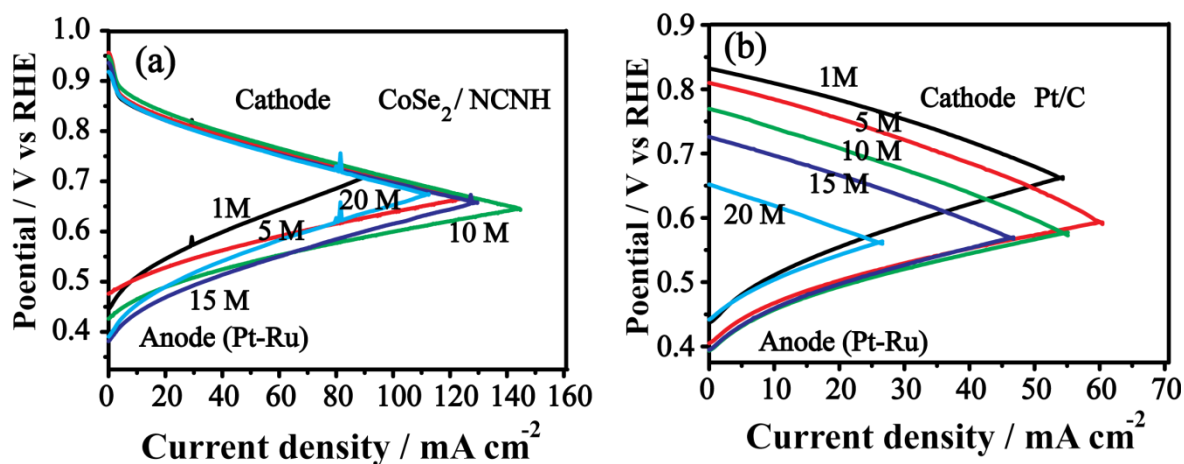 (a)
Cathode CoSe2/ NCNH
1M
5 M
20 M
10 M
15 M
Anode (Pt-Ru)
Poential / V vs RHE
1.0
0.9
0.8
0.7
0.6
0.5
0.4
0 20 40 60 80 100 120 140 160
Current density / mA cm-2
(b)
1M
Cathode Pt/C
5 M
10 M
15 M
20 M
Anode (Pt-Ru)
Poential / V vs RHE
0.9
0.8
0.7
0.6
0.5
0.4
0 10 20 30 40 50 60 70
Current density / mA cm-2